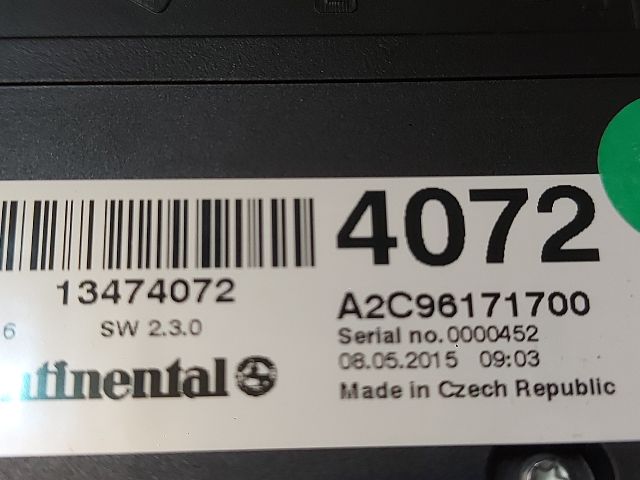 4072
13474072
A2C96171700
6 SW 2.3.0
Serial no. 0000452
08.05.2015 09:03
ntinental
Made in Czech Republic